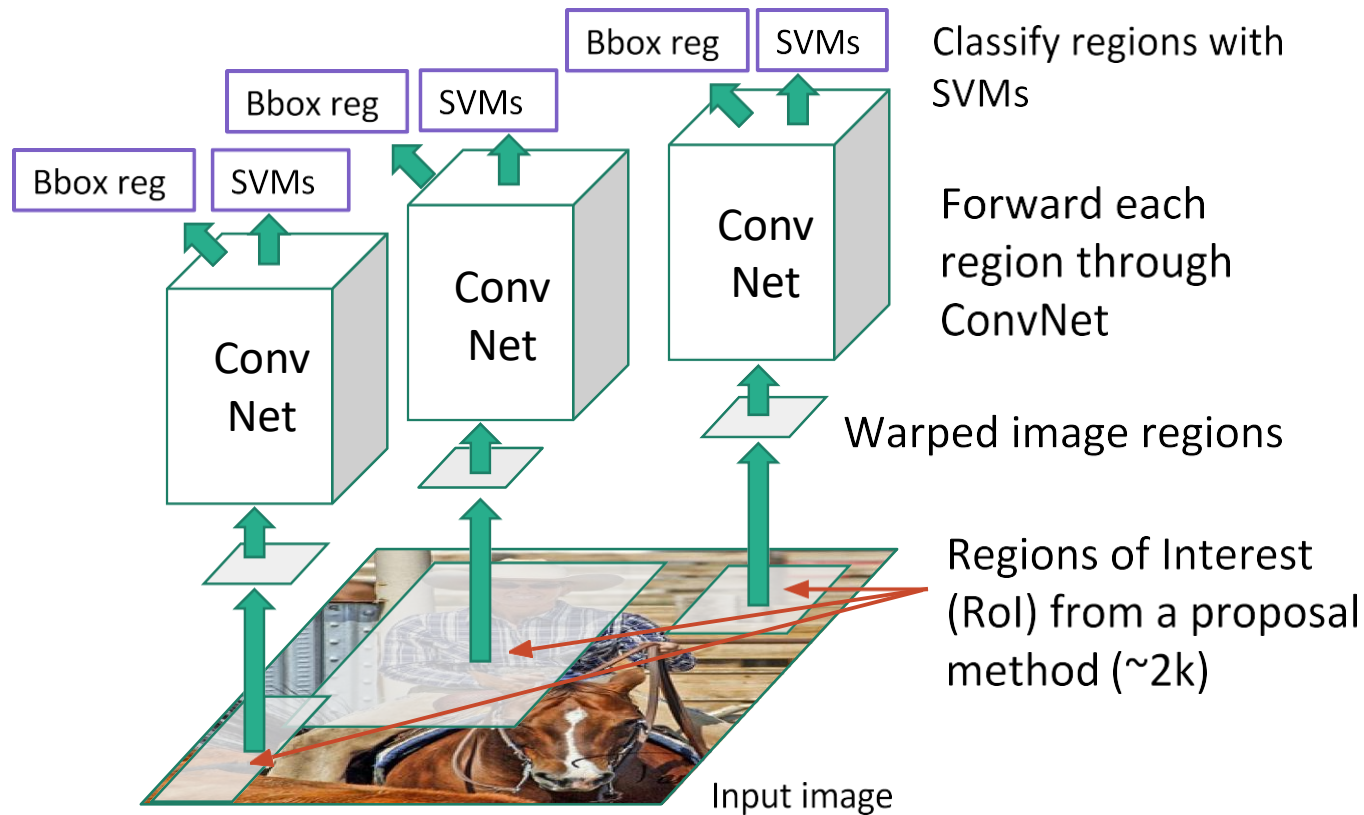 Bbox reg
SVMs
Classify regions with
SVMs
Bbox reg
SVMs
Bbox reg
SVMs
Forward each
region through
ConvNet
Conv
Net
Conv
Net
Conv
Net
Warped image regions
Regions of Interest
(RoI) from a proposal
method (~2k)
Input image